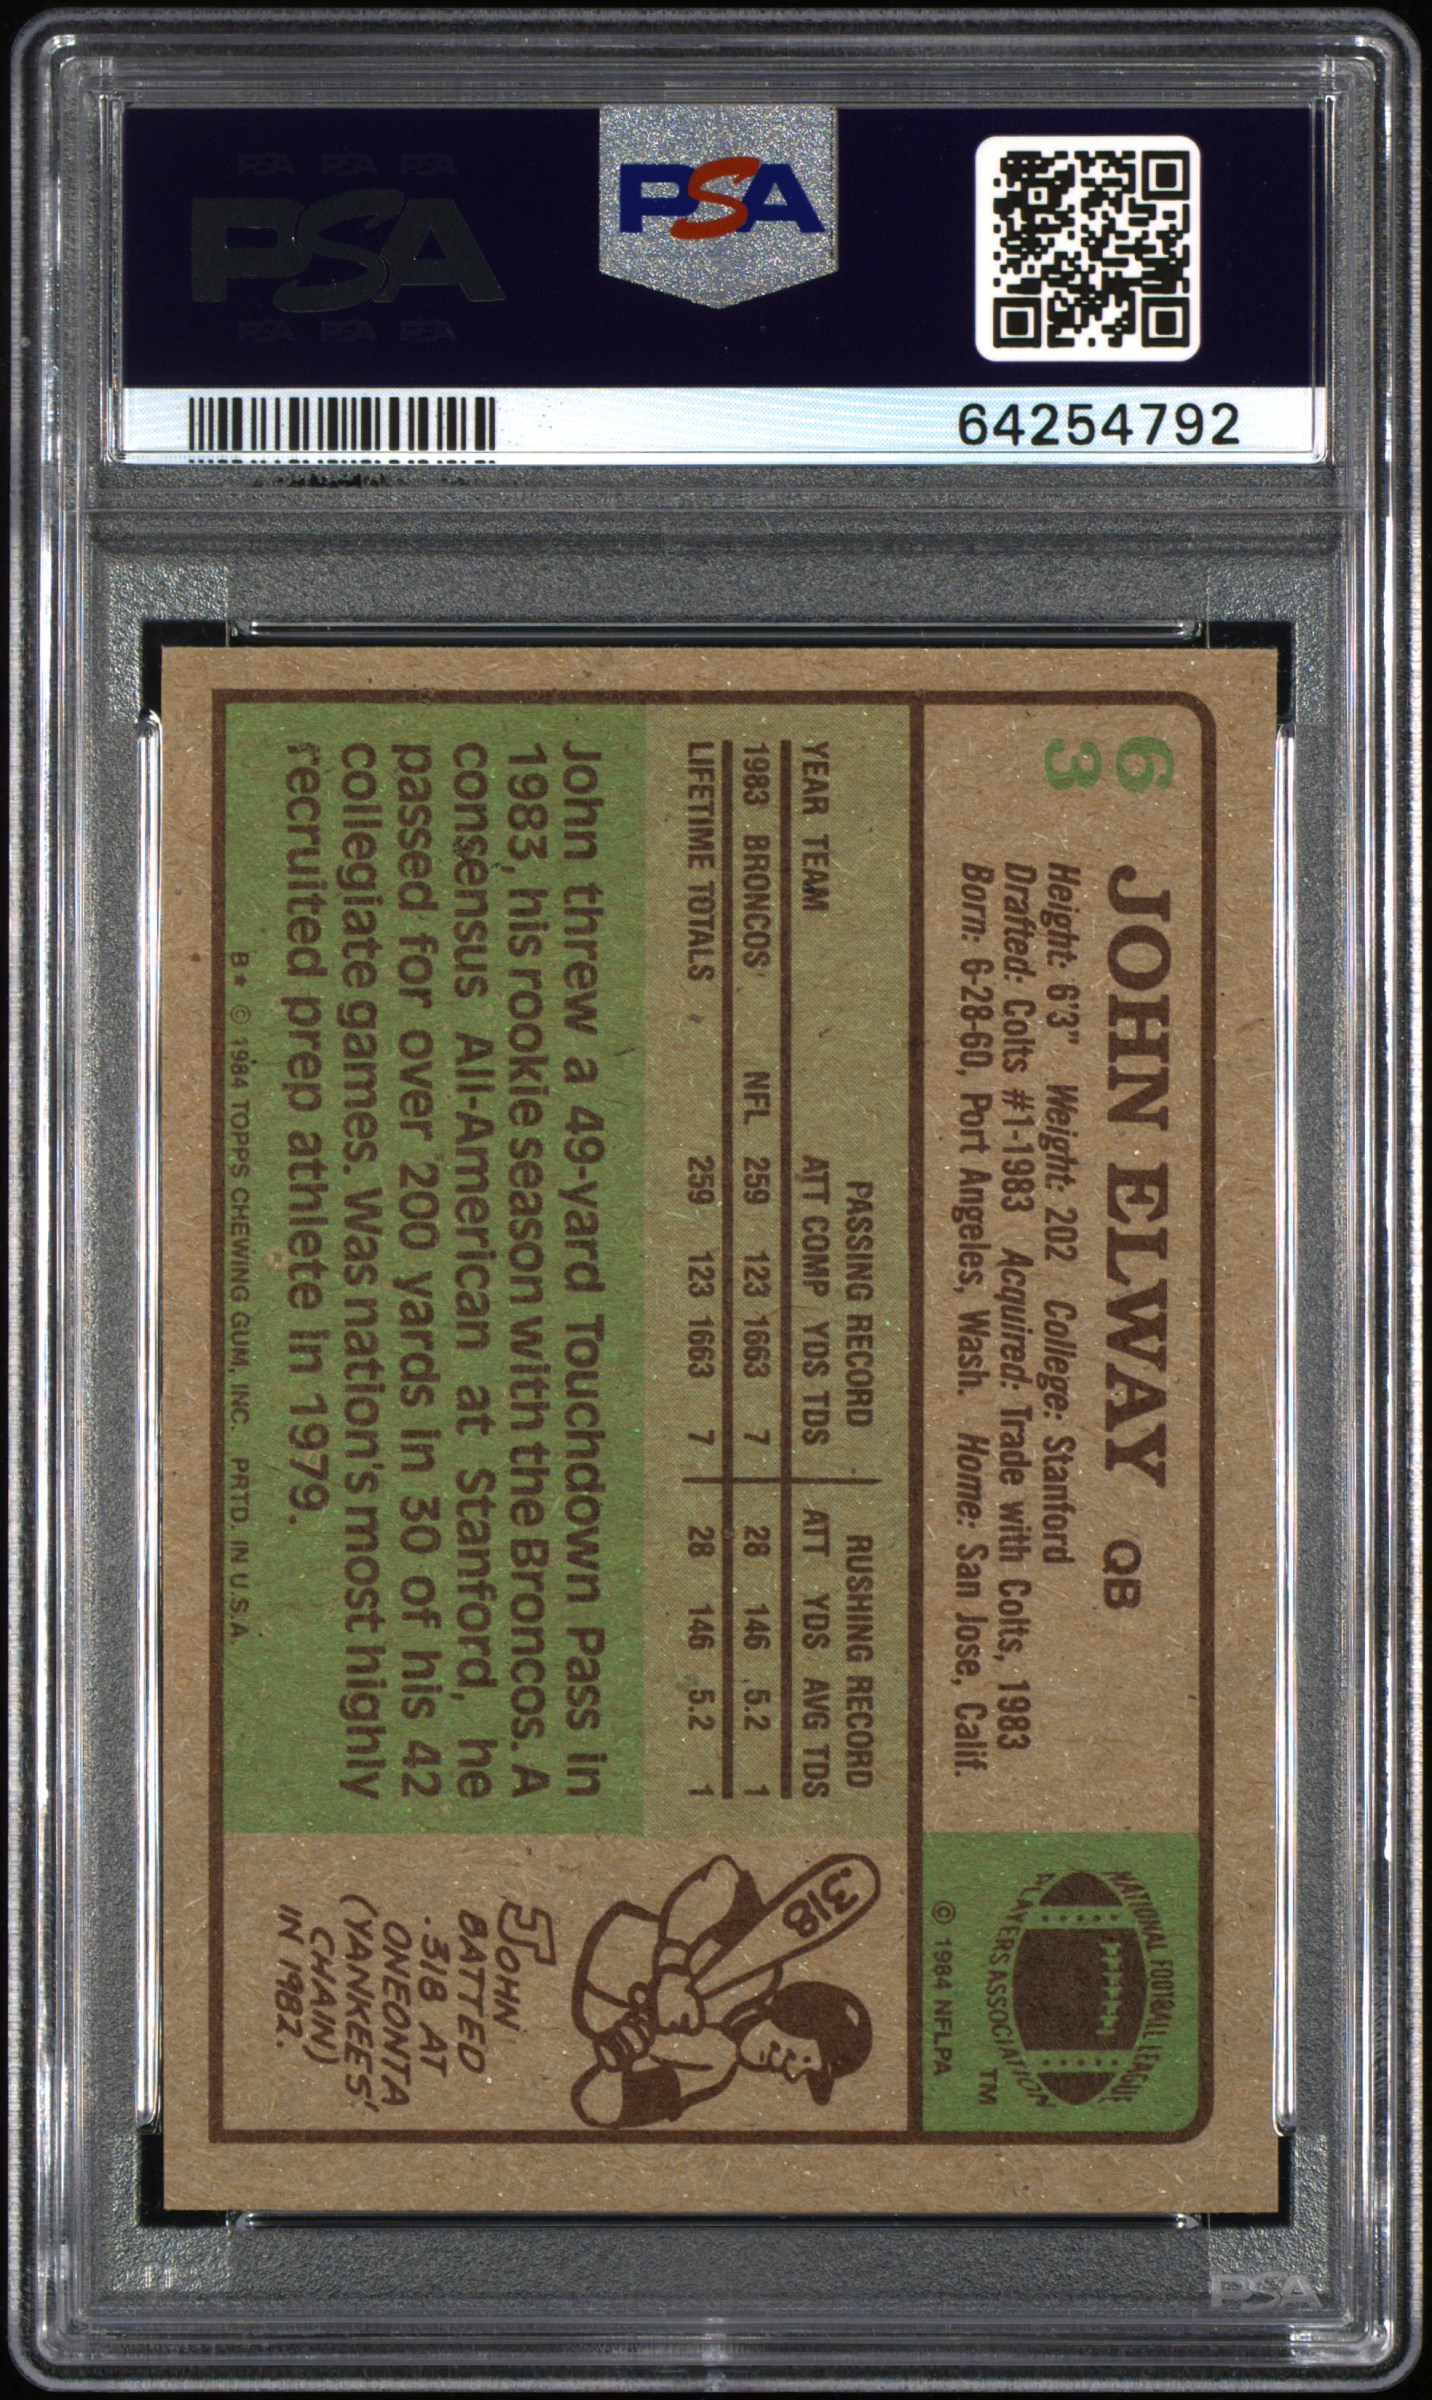 PSA PSA PSA
PSA
PSA PSA PSA
PSA
64254792
63
JOHN ELWAY QB
Height: 6'3" Weight: 202 College: Stanford
Drafted: Colts #1-1983 Acquired: Trade with Colts, 1983
Born: 6-28-60, Port Angeles, Wash. Home: San Jose, Calif.
NATIONAL FOOTBALL LEAGUE
PLAYERS ASSOCIATION
TM
© 1984 NFLPA
PASSING RECORD RUSHING RECORD
YEAR TEAM ATT COMP YDS TDS ATT YDS AVG TDS
1983 BRONCOS NFL 259 123 1663 7 28 146 5.2 1
LIFETIME TOTALS 259 123 1663 7 28 146 5.2 1
John threw a 49-yard Touchdown Pass in
1983, his rookie season with the Broncos. A
consensus All-American at Stanford, he
passed for over 200 yards in 30 of his 42
collegiate games. Was nation's most highly
recruited prep athlete in 1979.
B* © 1984 TOPPS CHEWING GUM, INC. PRTD. IN U.S.A.
.318
JOHN
BATTED
.318 AT
ONEONTA
(YANKEES'
CHAIN)
IN 1982.
PSA